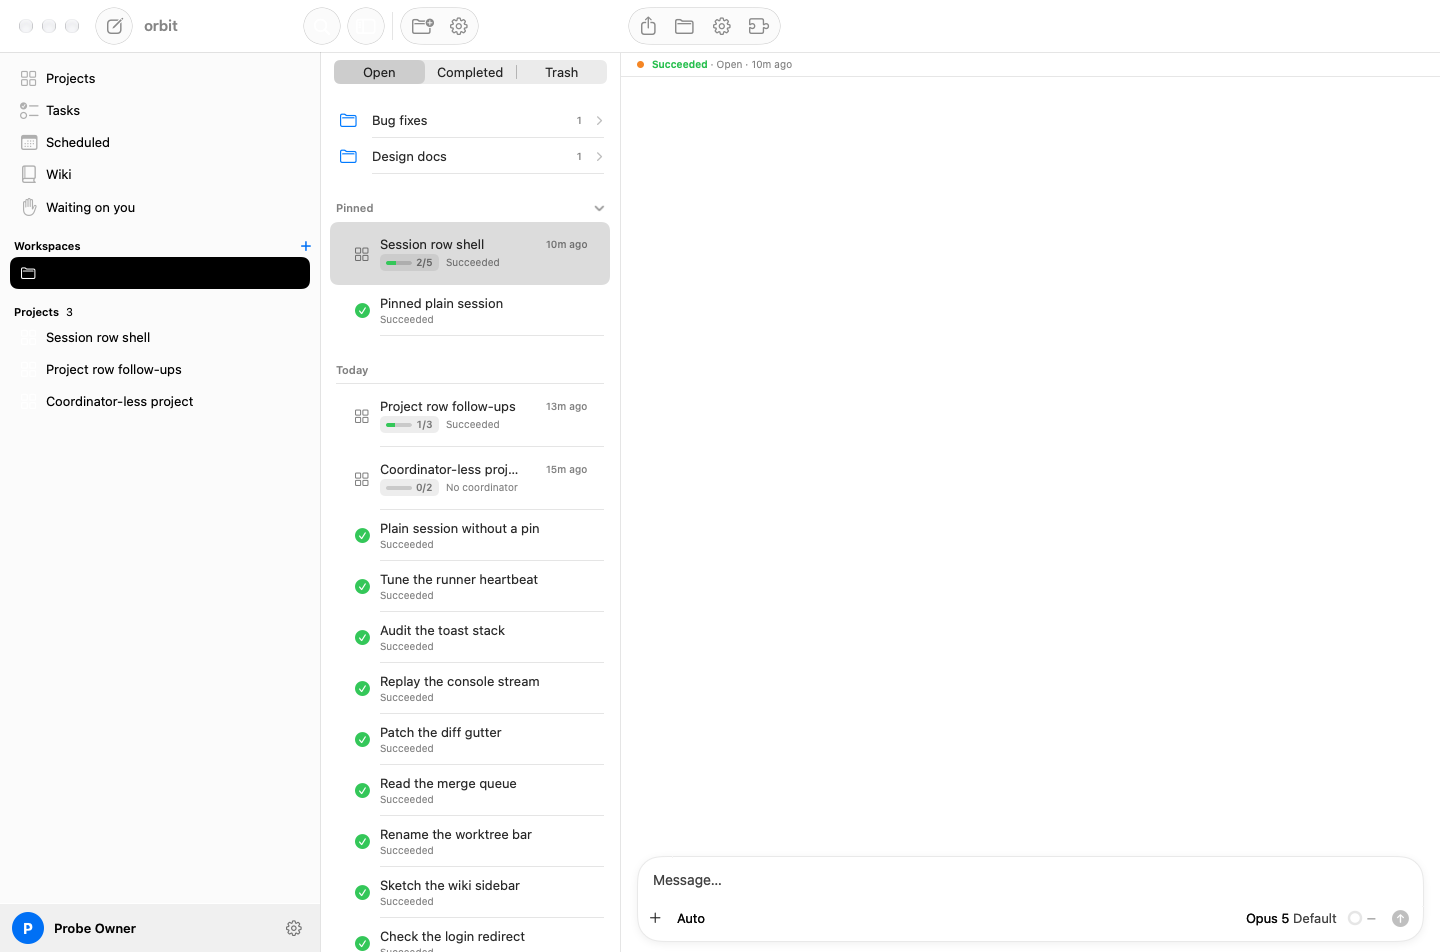 orbit
Projects
Tasks
Scheduled
Wiki
Waiting on you
Workspaces
Projects 3
Session row shell
Project row follow-ups
Coordinator-less project
P Probe Owner
Open Completed Trash
Bug fixes 1
Design docs 1
Pinned
Session row shell 10m ago
2/5 Succeeded
Pinned plain session
Succeeded
Today
Project row follow-ups 13m ago
1/3 Succeeded
Coordinator-less proj... 15m ago
0/2 No coordinator
Plain session without a pin
Succeeded
Tune the runner heartbeat
Succeeded
Audit the toast stack
Succeeded
Replay the console stream
Succeeded
Patch the diff gutter
Succeeded
Read the merge queue
Succeeded
Rename the worktree bar
Succeeded
Sketch the wiki sidebar
Succeeded
Check the login redirect
Succeeded · Open · 10m ago
Message...
Auto
Opus 5 Default